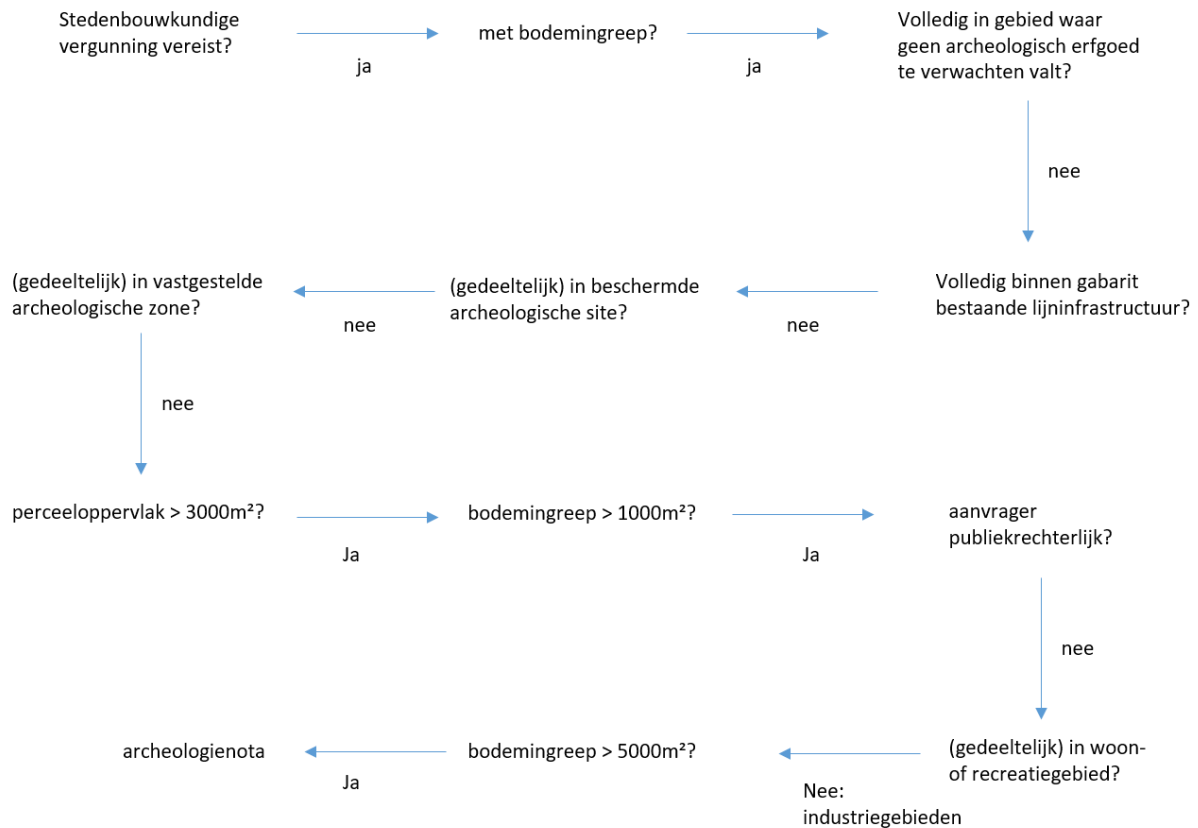 Stedenbouwkundige
vergunning vereist?
ja
met bodemingreep?
ja
Volledig in gebied waar
geen archeologisch erfgoed
te verwachten valt?
nee
Volledig binnen gabarit
bestaande lijninfrastructuur?
nee
(gedeeltelijk) in beschermde
archeologische site?
nee
(gedeeltelijk) in vastgestelde
archeologische zone?
nee
perceeloppervlak > 3000m²?
Ja
bodemingreep > 1000m²?
Ja
aanvrager
publiekrechterlijk?
nee
(gedeeltelijk) in woon-
of recreatiegebied?
Nee:
industriegebieden
bodemingreep > 5000m²?
Ja
archeologienota